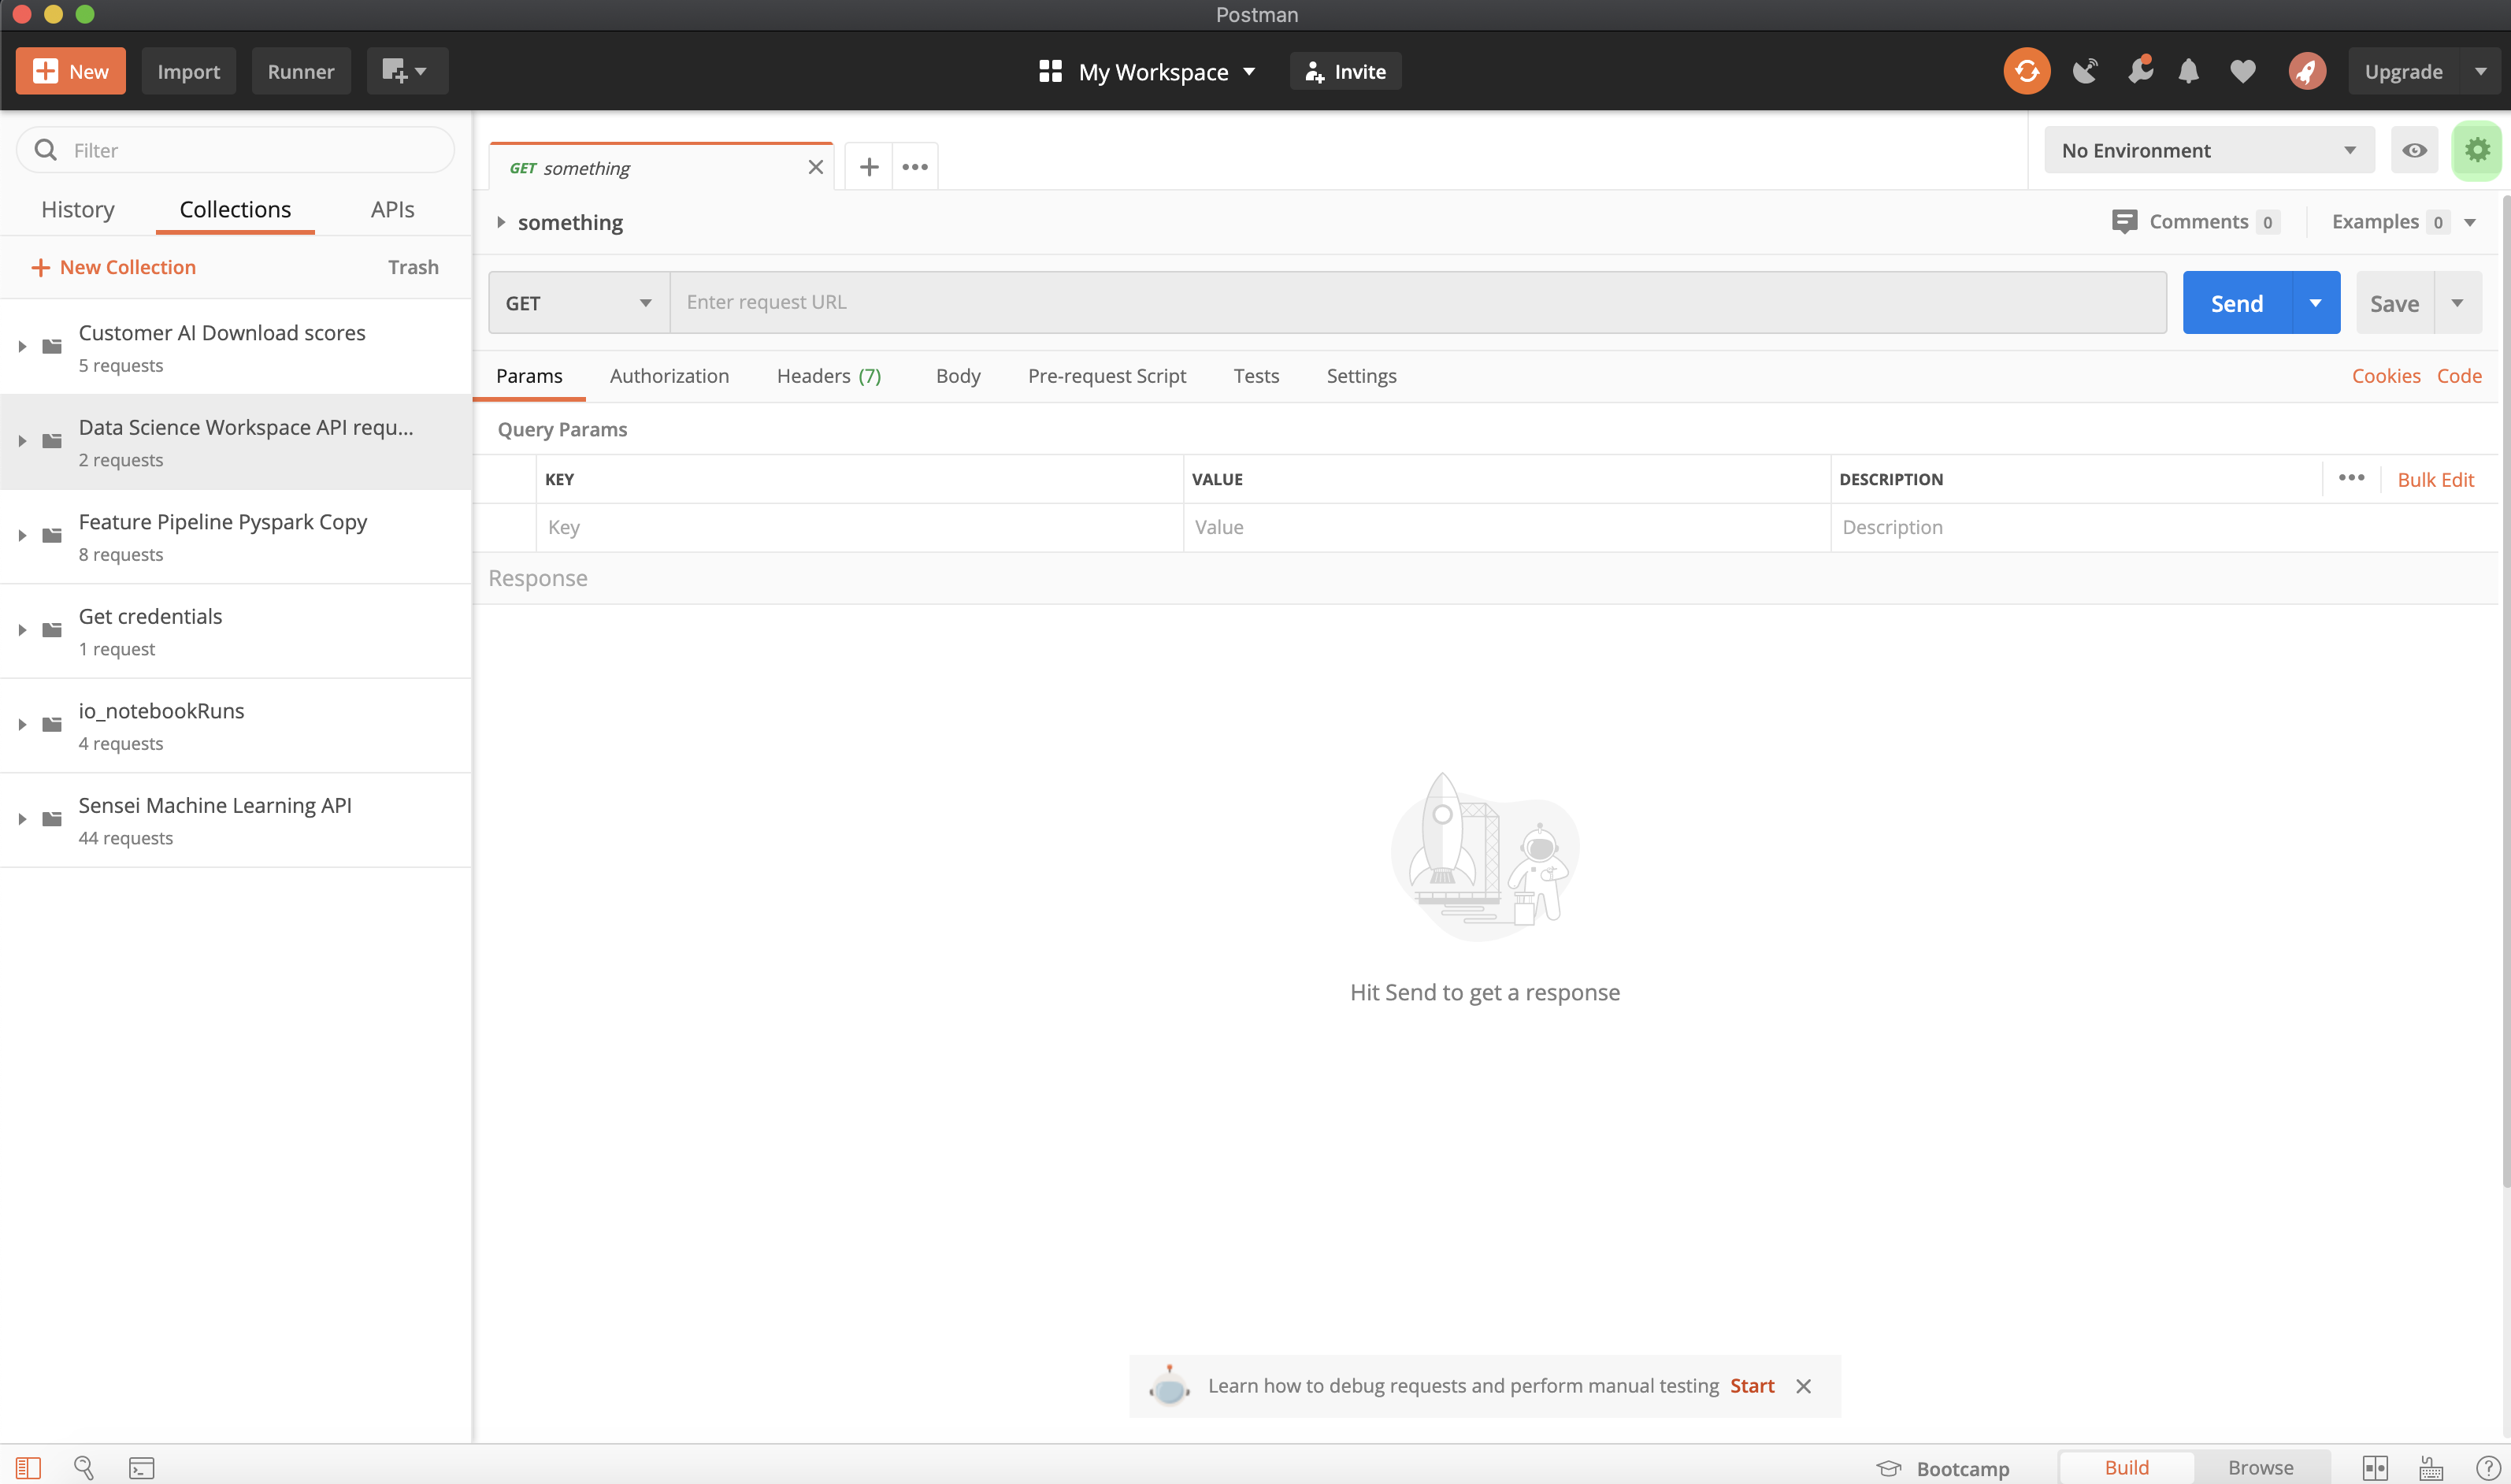 Postman
New Import Runner My Workspace Invite Upgrade
Filter
History Collections APIs
New Collection Trash
Customer AI Download scores
5 requests
Data Science Workspace API requ...
2 requests
Feature Pipeline Pyspark Copy
8 requests
Get credentials
1 request
io_notebookRuns
4 requests
Sensei Machine Learning API
44 requests
GET something
No Environment
something Comments 0 Examples 0
GET Enter request URL Send Save
Params Authorization Headers (7) Body Pre-request Script Tests Settings Cookies Code
Query Params
KEY VALUE DESCRIPTION Bulk Edit
Key Value Description
Response
Hit Send to get a response
Learn how to debug requests and perform manual testing Start
Bootcamp Build Browse